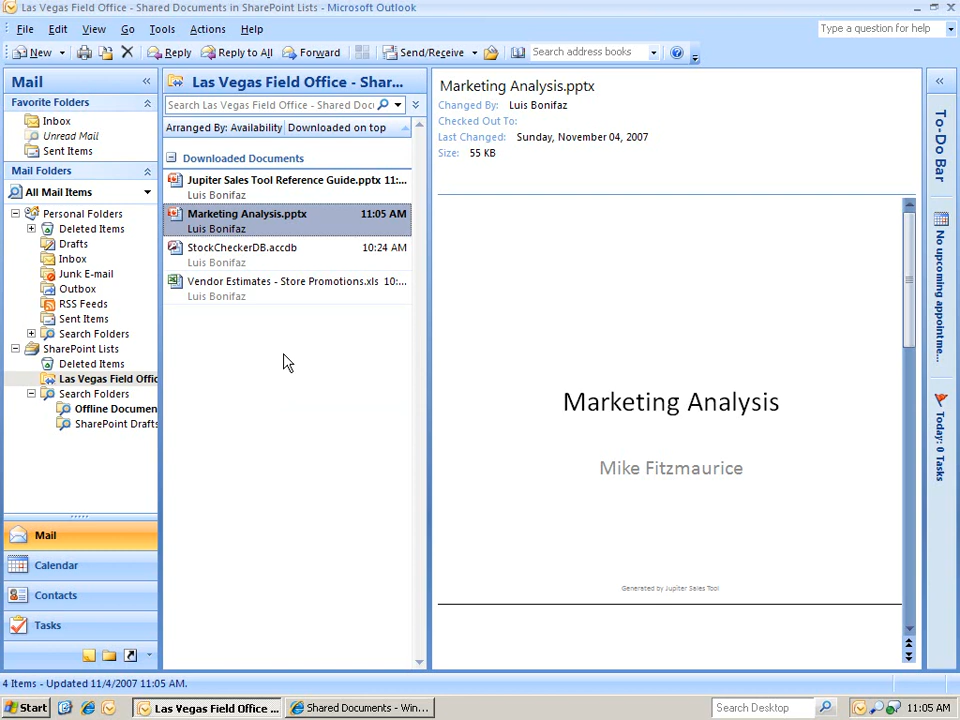 Las Vegas Field Office - Shared Documents in SharePoint Lists - Microsoft Outlook
File Edit View Go Tools Actions Help
Type a question for help
New Reply Reply to All Forward Send/Receive Search address books
Mail
Favorite Folders
Inbox
Unread Mail
Sent Items
Mail Folders
All Mail Items
Personal Folders
Deleted Items
Drafts
Inbox
Junk E-mail
Outbox
RSS Feeds
Sent Items
Search Folders
SharePoint Lists
Deleted Items
Las Vegas Field Offic
Search Folders
Offline Documen
SharePoint Drafts
Mail
Calendar
Contacts
Tasks
Las Vegas Field Office - Shar...
Search Las Vegas Field Office - Shared Doc
Arranged By: Availability Downloaded on top
Downloaded Documents
Jupiter Sales Tool Reference Guide.pptx 11:...
Luis Bonifaz
Marketing Analysis.pptx 11:05 AM
Luis Bonifaz
StockCheckerDB.accdb 10:24 AM
Luis Bonifaz
Vendor Estimates - Store Promotions.xls 10:...
Luis Bonifaz
Marketing Analysis.pptx
Changed By: Luis Bonifaz
Checked Out To:
Last Changed: Sunday, November 04, 2007
Size: 55 KB
Marketing Analysis
Mike Fitzmaurice
Generated by Jupiter Sales Tool
To-Do Bar
No upcoming appointme...
Today: 0 Tasks
4 Items - Updated 11/4/2007 11:05 AM.
Start Las Vegas Field Office ... Shared Documents - Win... Search Desktop 11:05 AM